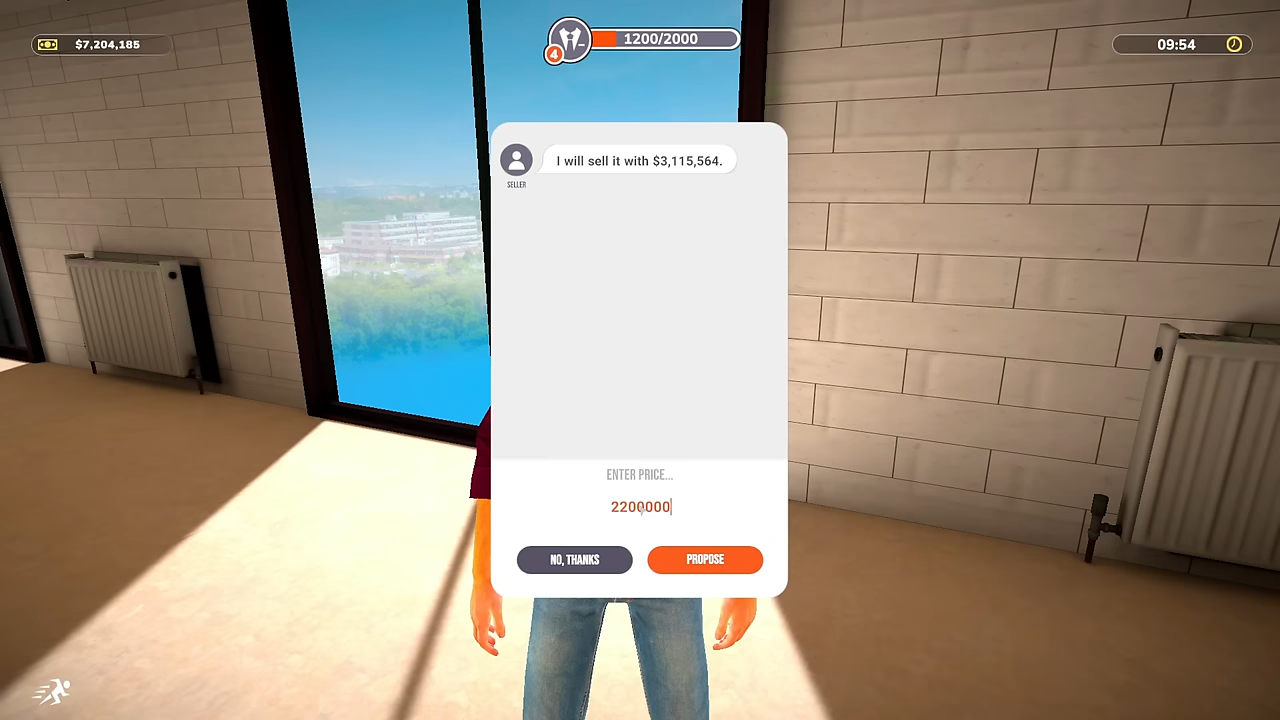 $7,204,185
1200/2000
4
09:54
I will sell it with $3,115,564.
SELLER
ENTER PRICE...
2200000
NO, THANKS
PROPOSE